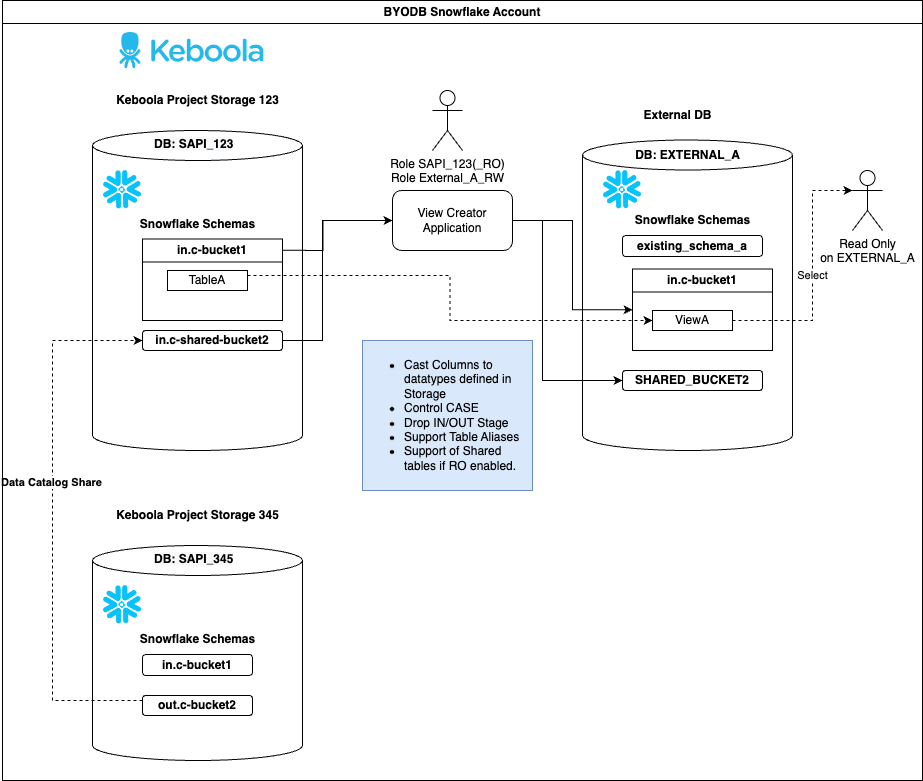 BYODB Snowflake Account
Keboola
Keboola Project Storage 123
DB: SAPI_123
Snowflake Schemas
in.c-bucket1
TableA
in.c-shared-bucket2
Role SAPI_123(_RO)
Role External_A_RW
View Creator
Application
External DB
DB: EXTERNAL_A
Snowflake Schemas
existing_schema_a
in.c-bucket1
ViewA
SHARED_BUCKET2
Read Only
on EXTERNAL_A
Select
• Cast Columns to
datatypes defined in
Storage
• Control CASE
• Drop IN/OUT Stage
• Support Table Aliases
• Support of Shared
tables if RO enabled.
Data Catalog Share
Keboola Project Storage 345
DB: SAPI_345
Snowflake Schemas
in.c-bucket1
out.c-bucket2